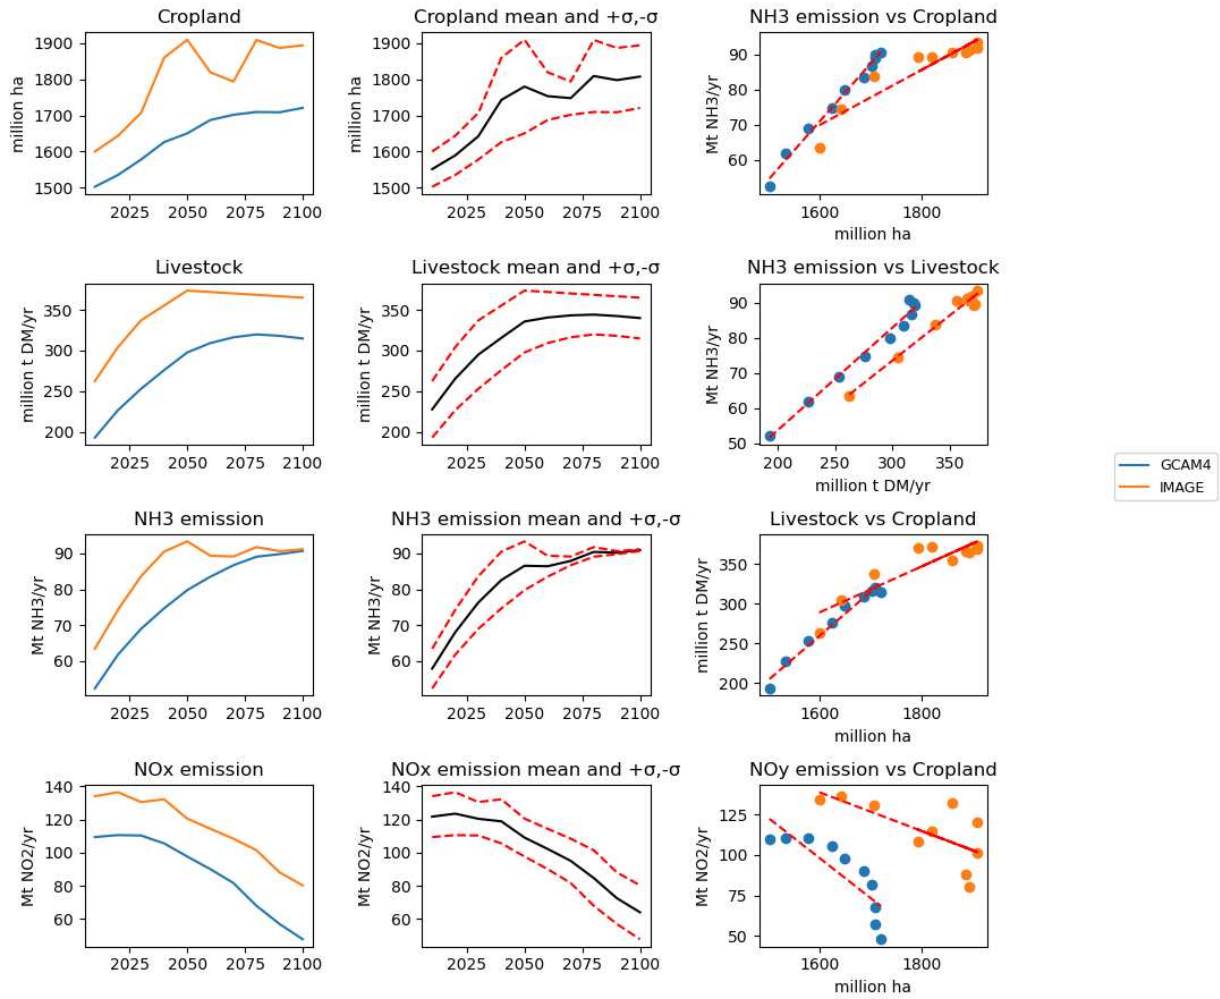 Cropland
Cropland mean and +σ,-σ
NH3 emission vs Cropland
million ha
1900
1800
1700
1600
1500
2025 2050 2075 2100
million ha
1900
1800
1700
1600
1500
2025 2050 2075 2100
Mt NH3/yr
90
80
70
60
1600 1800
million ha
Livestock
Livestock mean and +σ,-σ
NH3 emission vs Livestock
million t DM/yr
350
300
250
200
2025 2050 2075 2100
million t DM/yr
350
300
250
200
2025 2050 2075 2100
Mt NH3/yr
90
80
70
60
50
200 250 300 350
million t DM/yr
GCAM4
IMAGE
NH3 emission
NH3 emission mean and +σ,-σ
Livestock vs Cropland
Mt NH3/yr
90
80
70
60
2025 2050 2075 2100
Mt NH3/yr
90
80
70
60
2025 2050 2075 2100
million t DM/yr
350
300
250
200
1600 1800
million ha
NOx emission
NOx emission mean and +σ,-σ
NOy emission vs Cropland
Mt NO2/yr
140
120
100
80
60
2025 2050 2075 2100
Mt NO2/yr
140
120
100
80
60
2025 2050 2075 2100
Mt NO2/yr
125
100
75
50
1600 1800
million ha